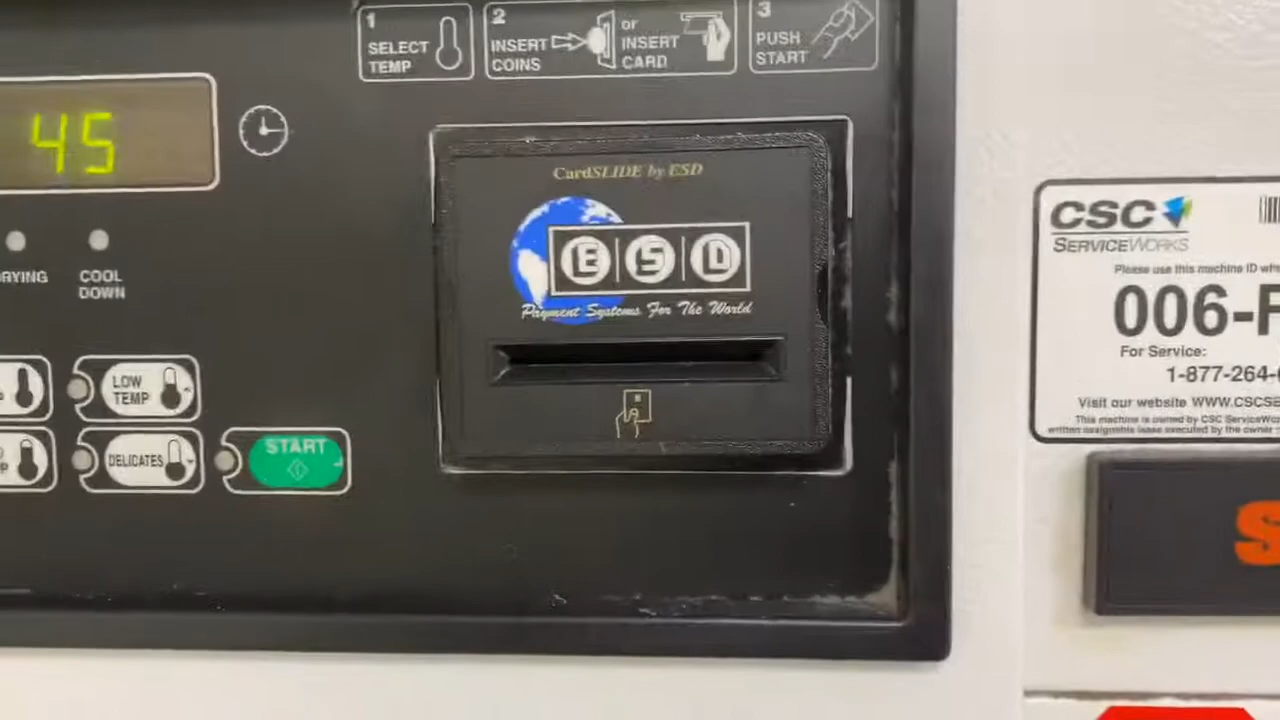 1
SELECT
TEMP
2
INSERT
COINS
or
INSERT
CARD
3
PUSH
START
45
CardSLIDE by ESD
E S D
Payment Systems For The World
DRYING
COOL
DOWN
LOW
TEMP
DELICATES
START
CSC
SERVICEWORKS
Please use this machine ID
006-
For Service:
1-877-264-
Visit our website WWW.CSCSE
This machine is owned by CSC ServiceWo
written assignable lease executed by the owner
S